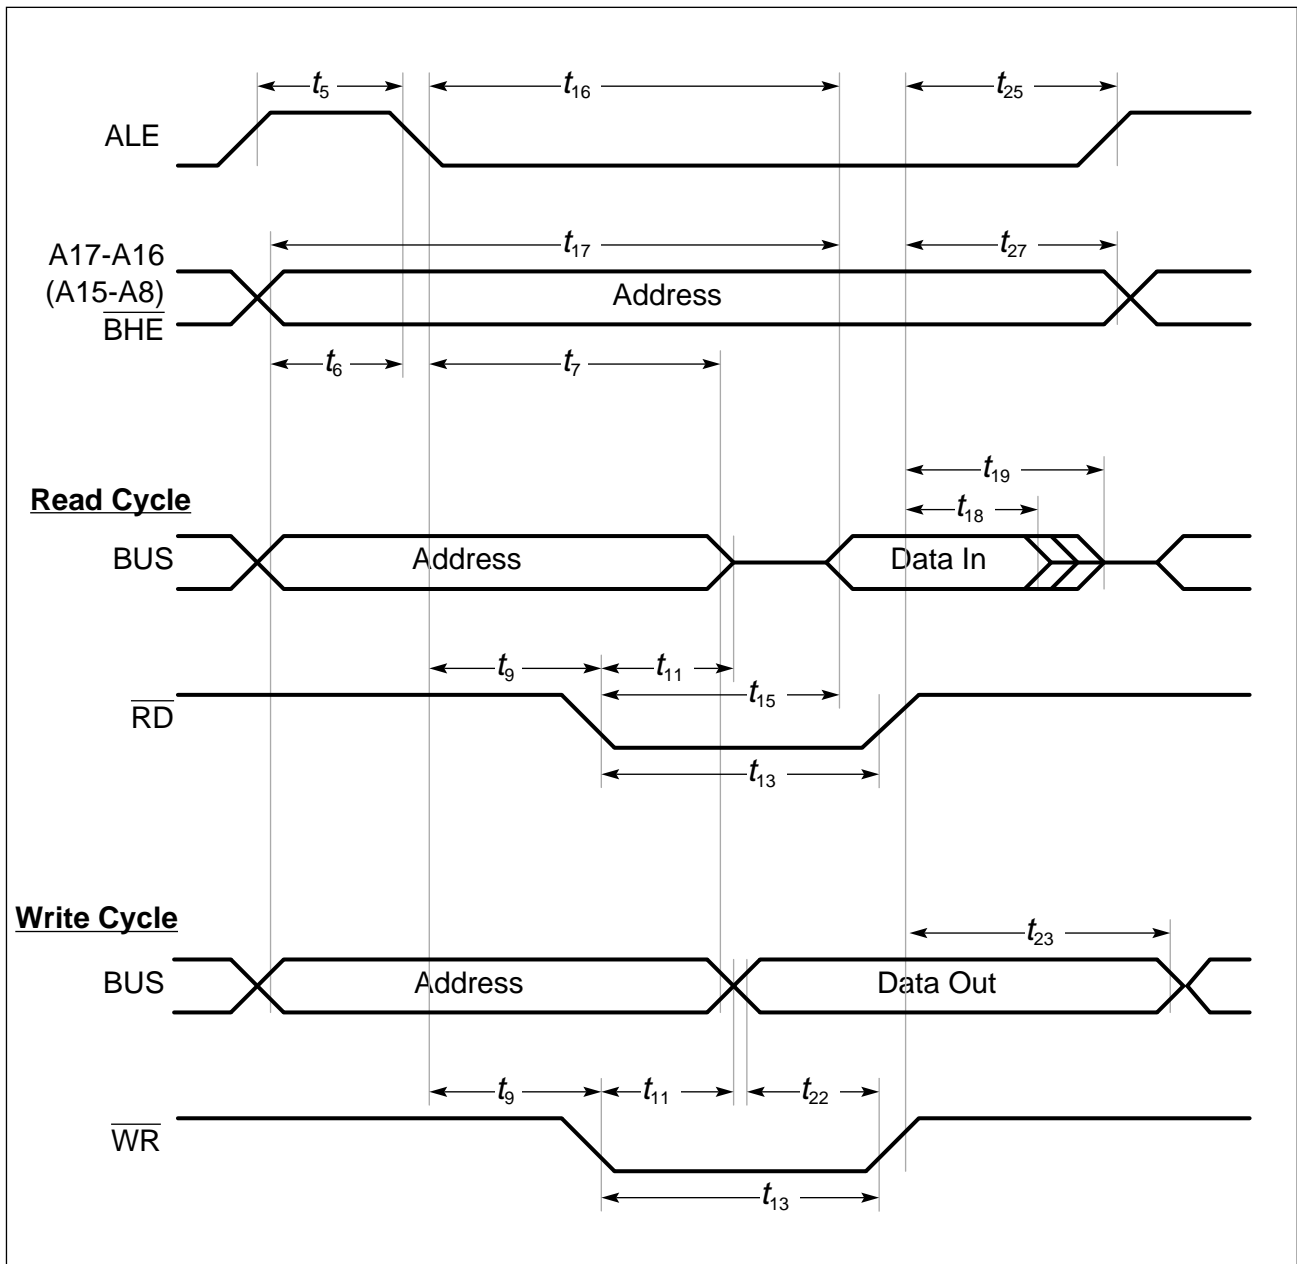 t5 t16 t25
ALE
t17 t27
A17-A16
(A15-A8)
BHE
Address
t6 t7
t19
Read Cycle
t18
BUS Address Data In
t9 t11
t15
RD
t13
Write Cycle
t23
BUS Address Data Out
t9 t11 t22
WR
t13